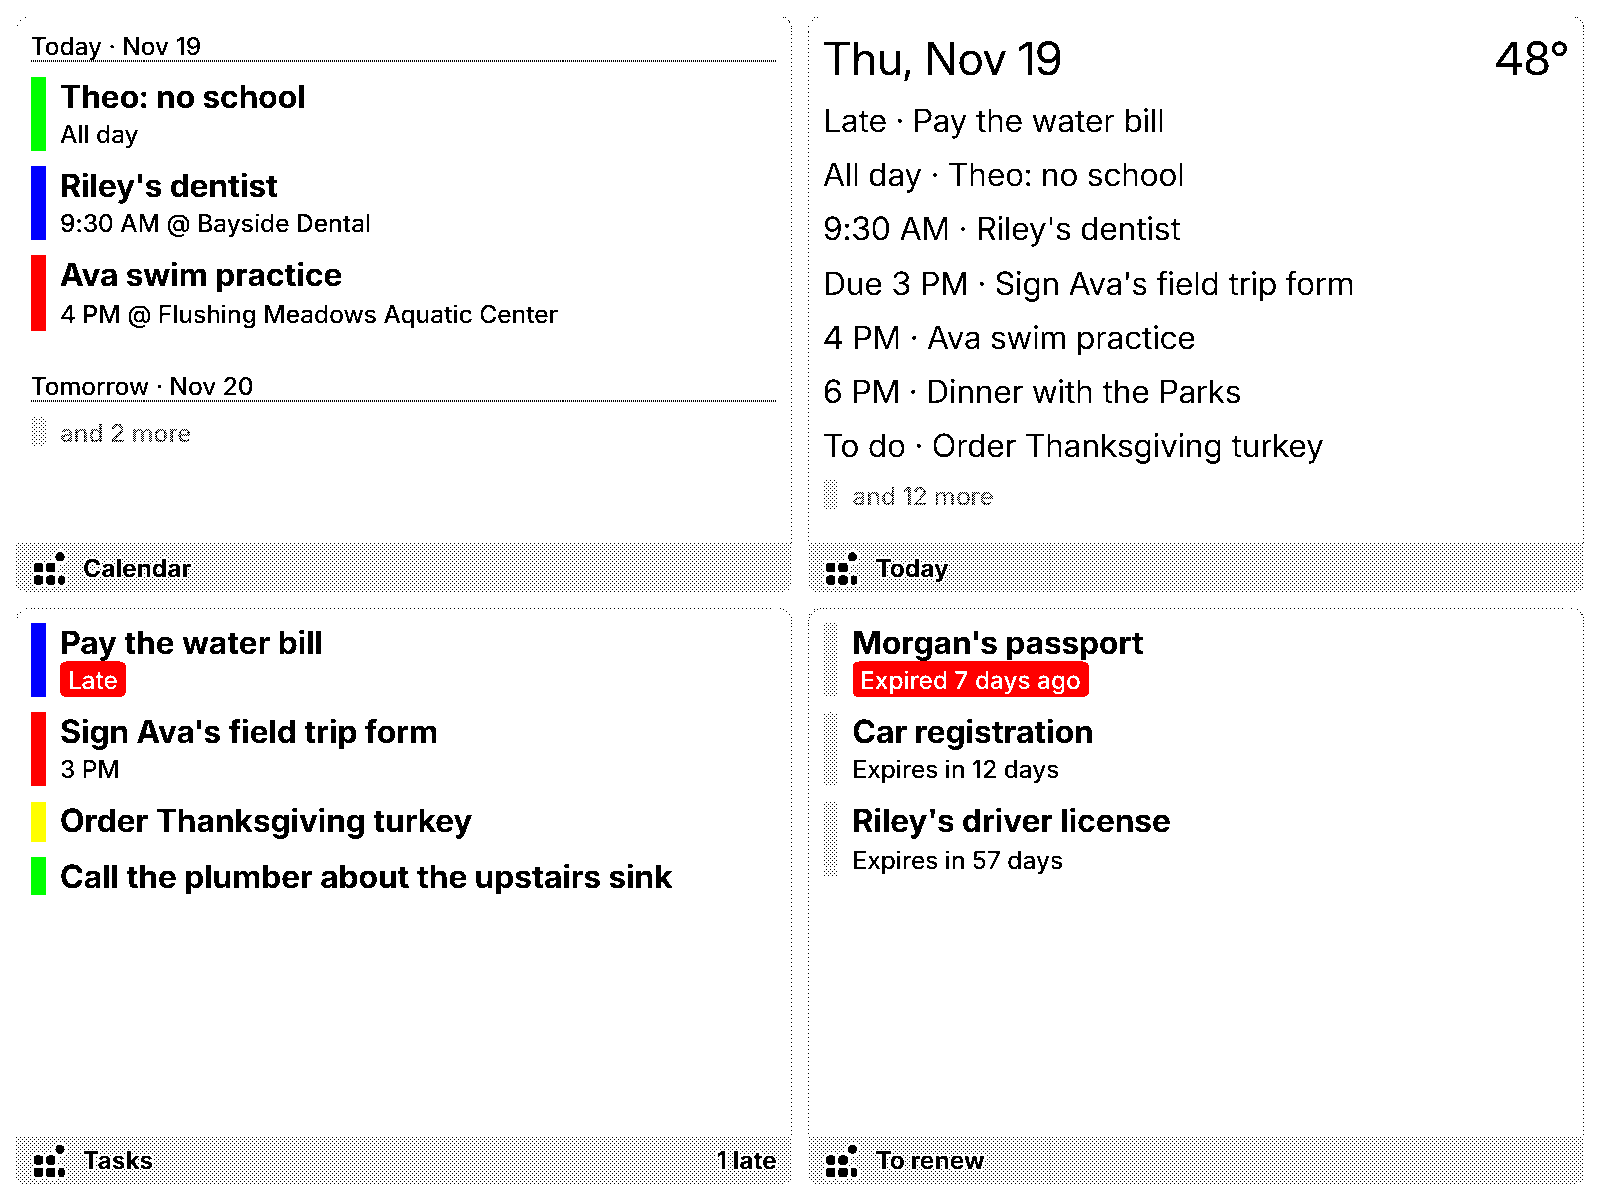 Today · Nov 19
Theo: no school
All day
Riley's dentist
9:30 AM @ Bayside Dental
Ava swim practice
4 PM @ Flushing Meadows Aquatic Center
Tomorrow · Nov 20
and 2 more
Calendar
Thu, Nov 19 48°
Late · Pay the water bill
All day · Theo: no school
9:30 AM · Riley's dentist
Due 3 PM · Sign Ava's field trip form
4 PM · Ava swim practice
6 PM · Dinner with the Parks
To do · Order Thanksgiving turkey
and 12 more
Today
Pay the water bill
Late
Sign Ava's field trip form
3 PM
Order Thanksgiving turkey
Call the plumber about the upstairs sink
Tasks 1 late
Morgan's passport
Expired 7 days ago
Car registration
Expires in 12 days
Riley's driver license
Expires in 57 days
To renew